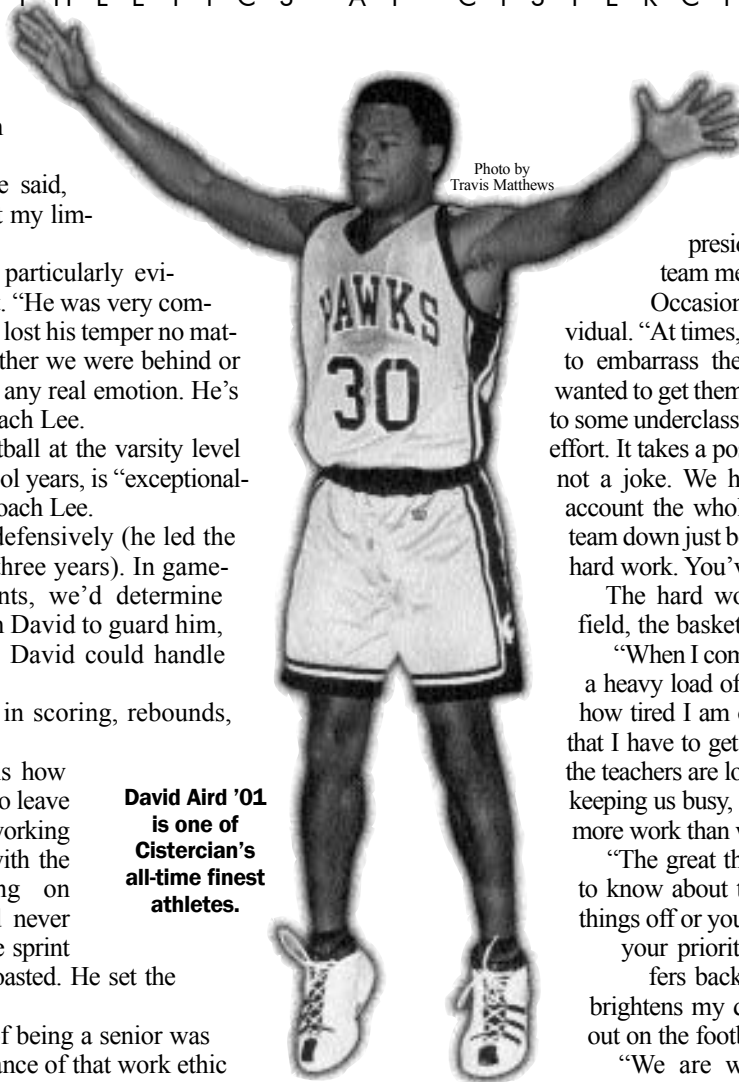 T H L E T I C S A T C I S T E R C I
n
e said,
t my lim-
particularly evi-
. “He was very com-
lost his temper no mat-
ther we were behind or
any real emotion. He’s
ach Lee.
tball at the varsity level
ol years, is “exceptional-
oach Lee.
defensively (he led the
three years). In game-
nts, we’d determine
n David to guard him,
David could handle
in scoring, rebounds,
s how
o leave
working
with the
ng on
never
e sprint
oasted. He set the
f being a senior was
ance of that work ethic
Photo by
Travis Matthews
HAWKS
30
David Aird ’01
is one of
Cistercian’s
all-time finest
athletes.
presi
team me
Occasion
vidual. “At times,
to embarrass the
wanted to get them
to some underclass
effort. It takes a po
not a joke. We h
account the whol
team down just b
hard work. You’v
The hard wo
field, the basket
“When I com
a heavy load of
how tired I am
that I have to get
the teachers are lo
keeping us busy,
more work than
“The great th
to know about t
things off or you
your priorit
fers back
brightens my
out on the footb
“We are w